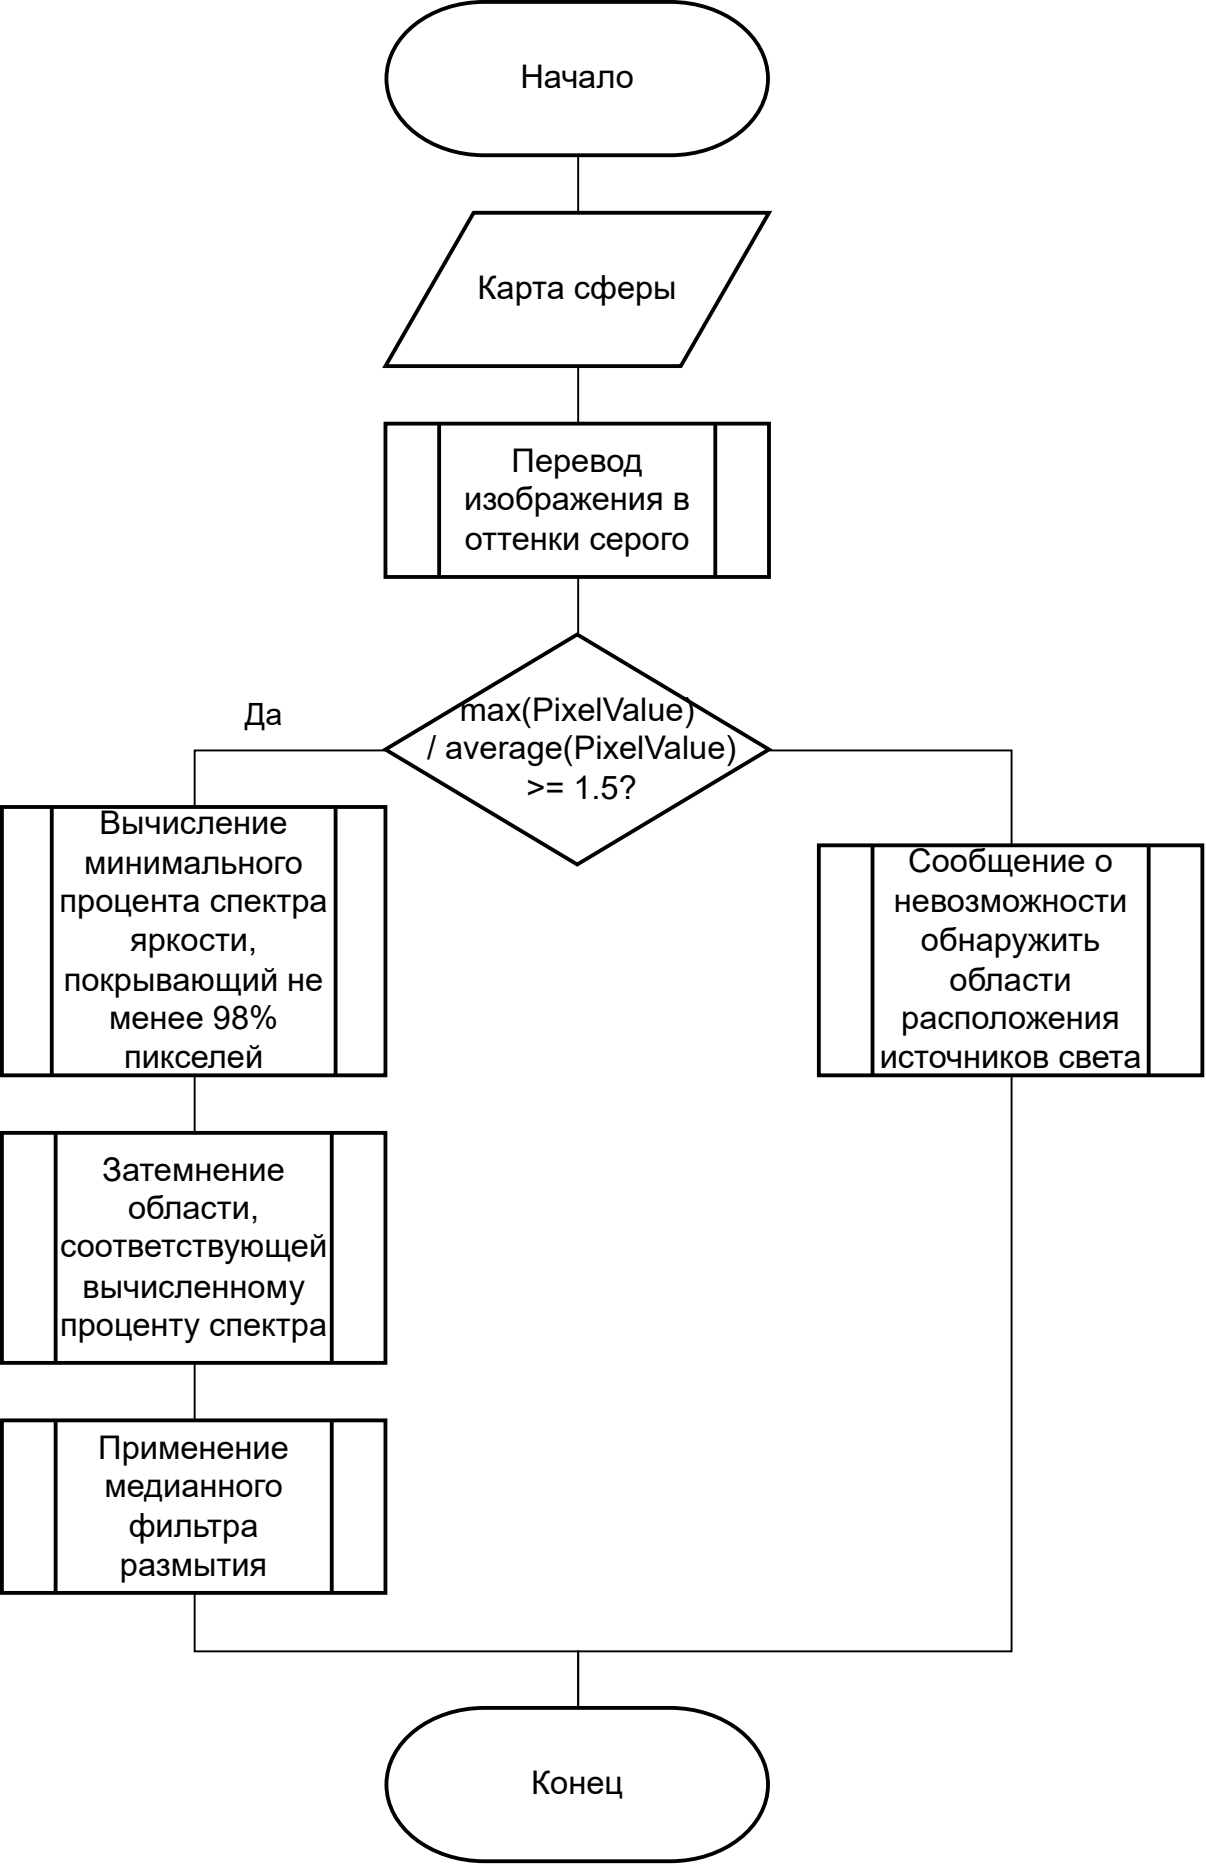 Начало
Карта сферы
Перевод
изображения в
оттенки серого
max(PixelValue)
/ average(PixelValue)
>= 1.5?
Да
Вычисление
минимального
процента спектра
яркости,
покрывающий не
менее 98%
пикселей
Сообщение о
невозможности
обнаружить
области
расположения
источников света
Затемнение
области,
соответствующей
вычисленному
проценту спектра
Применение
медианного
фильтра
размытия
Конец